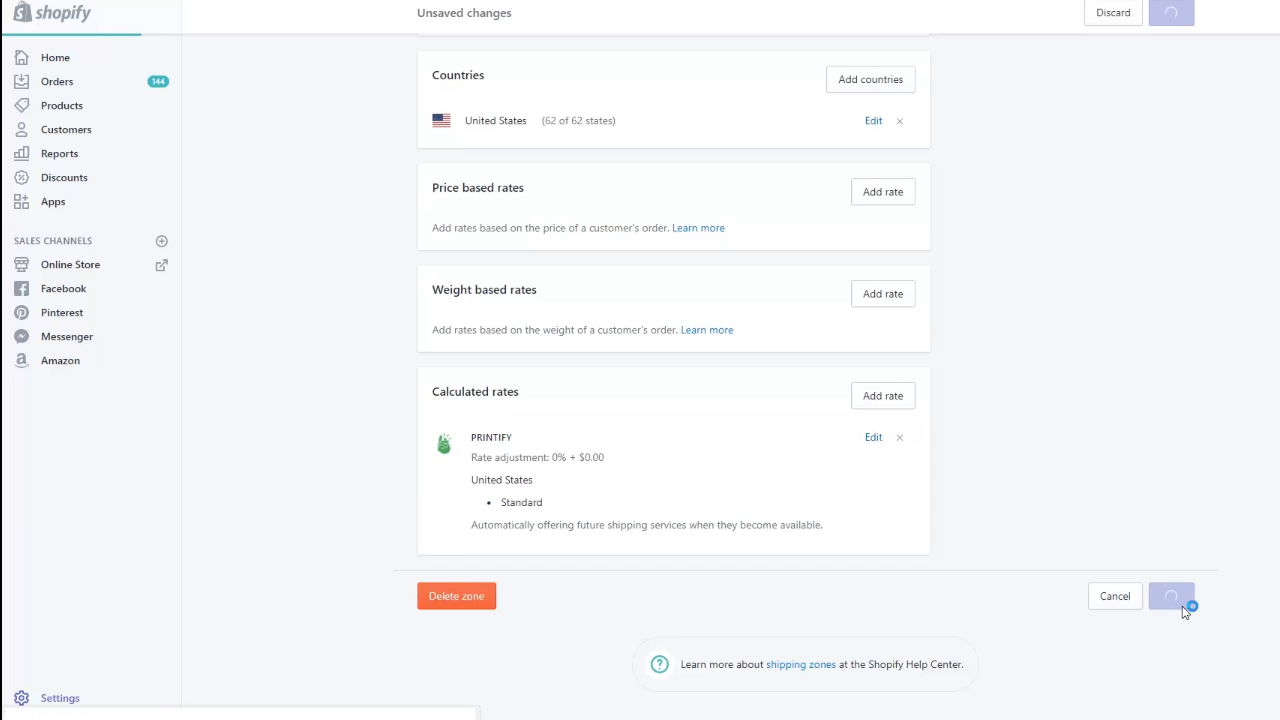 shopify
Unsaved changes
Discard
Home
Orders 144
Products
Customers
Reports
Discounts
Apps
SALES CHANNELS
Online Store
Facebook
Pinterest
Messenger
Amazon
Settings
Countries
Add countries
United States (62 of 62 states) Edit ×
Price based rates
Add rate
Add rates based on the price of a customer's order. Learn more
Weight based rates
Add rate
Add rates based on the weight of a customer's order. Learn more
Calculated rates
Add rate
PRINTIFY Edit ×
Rate adjustment: 0% + $0.00
United States
• Standard
Automatically offering future shipping services when they become available.
Delete zone
Cancel
Learn more about shipping zones at the Shopify Help Center.